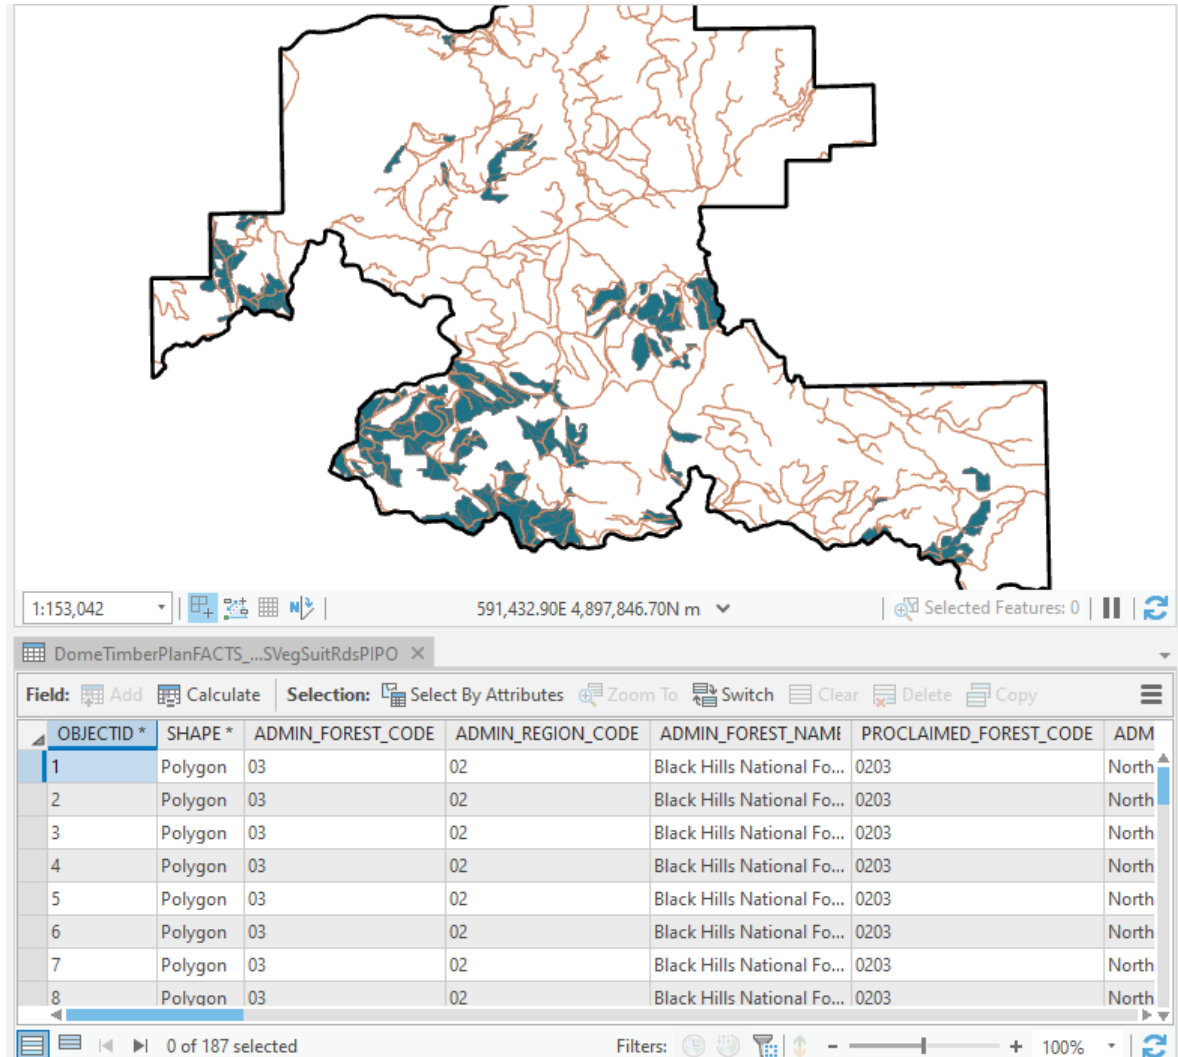 1:153,042
591,432.90E 4,897,846.70N m
Selected Features: 0
DomeTimberPlanFACTS_...SVegSuitRdsPIPO
Field: Add Calculate Selection: Select By Attributes Zoom To Switch Clear Delete Copy
OBJECTID * SHAPE * ADMIN_FOREST_CODE ADMIN_REGION_CODE ADMIN_FOREST_NAME PROCLAIMED_FOREST_CODE ADM
1 Polygon 03 02 Black Hills National Fo... 0203 North
2 Polygon 03 02 Black Hills National Fo... 0203 North
3 Polygon 03 02 Black Hills National Fo... 0203 North
4 Polygon 03 02 Black Hills National Fo... 0203 North
5 Polygon 03 02 Black Hills National Fo... 0203 North
6 Polygon 03 02 Black Hills National Fo... 0203 North
7 Polygon 03 02 Black Hills National Fo... 0203 North
8 Polygon 03 02 Black Hills National Fo... 0203 North
0 of 187 selected Filters: - + 100%